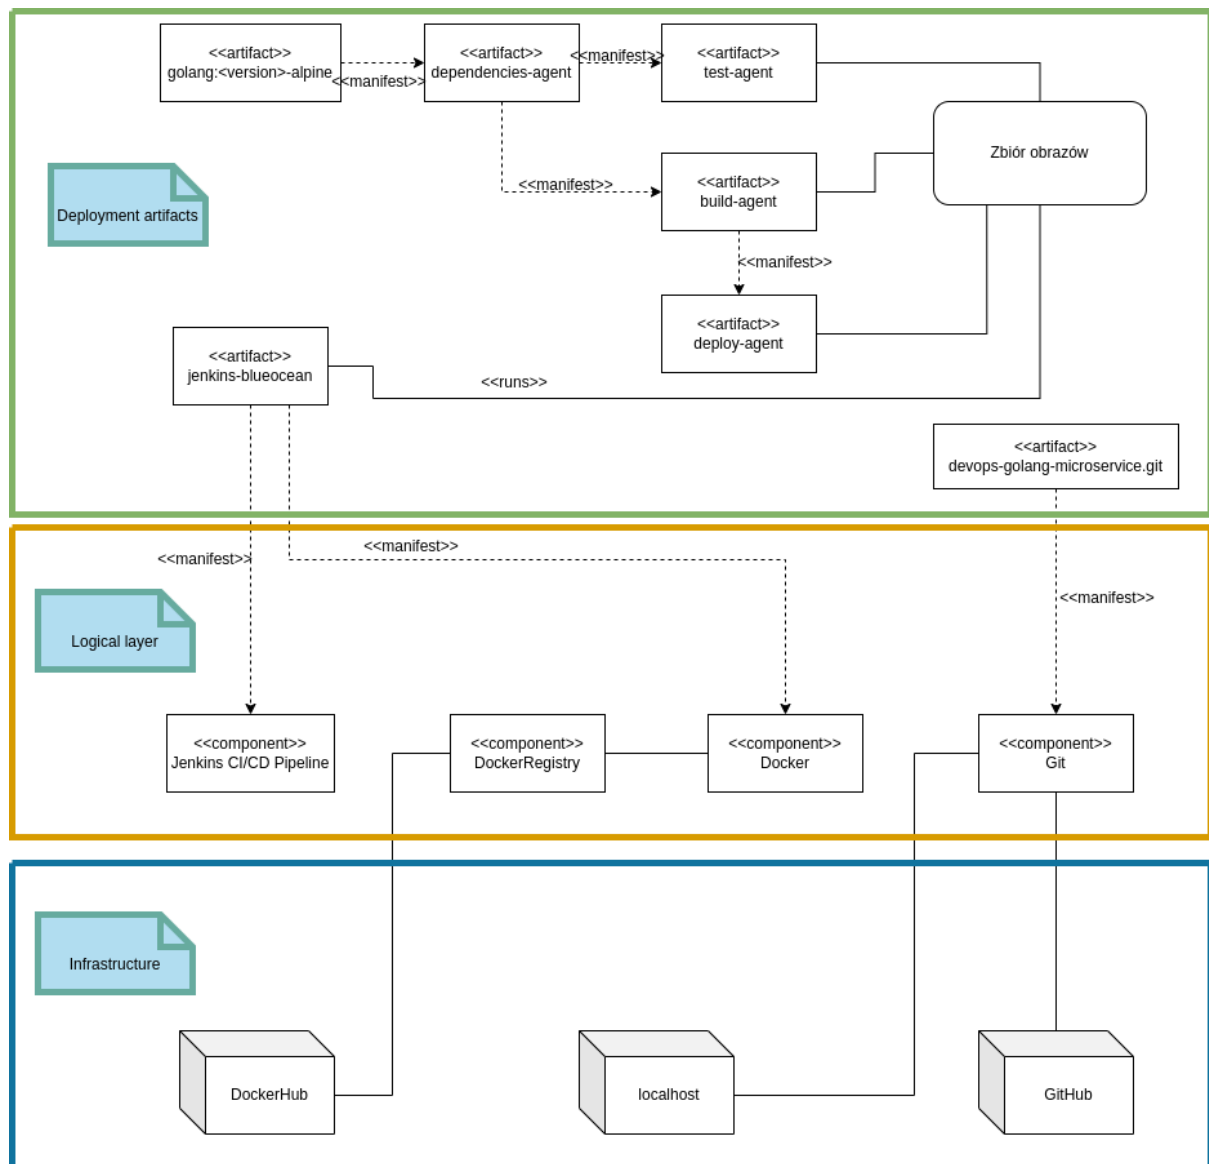 <<artifact>>
golang:<version>-alpine
<<manifest>>
<<artifact>>
dependencies-agent
<<manifest>>
<<artifact>>
test-agent
Zbiór obrazów
Deployment artifacts
<<manifest>>
<<artifact>>
build-agent
<<manifest>>
<<artifact>>
deploy-agent
<<artifact>>
jenkins-blueocean
<<runs>>
<<artifact>>
devops-golang-microservice.git
<<manifest>>
<<manifest>>
<<manifest>>
Logical layer
<<component>>
Jenkins CI/CD Pipeline
<<component>>
DockerRegistry
<<component>>
Docker
<<component>>
Git
Infrastructure
DockerHub
localhost
GitHub